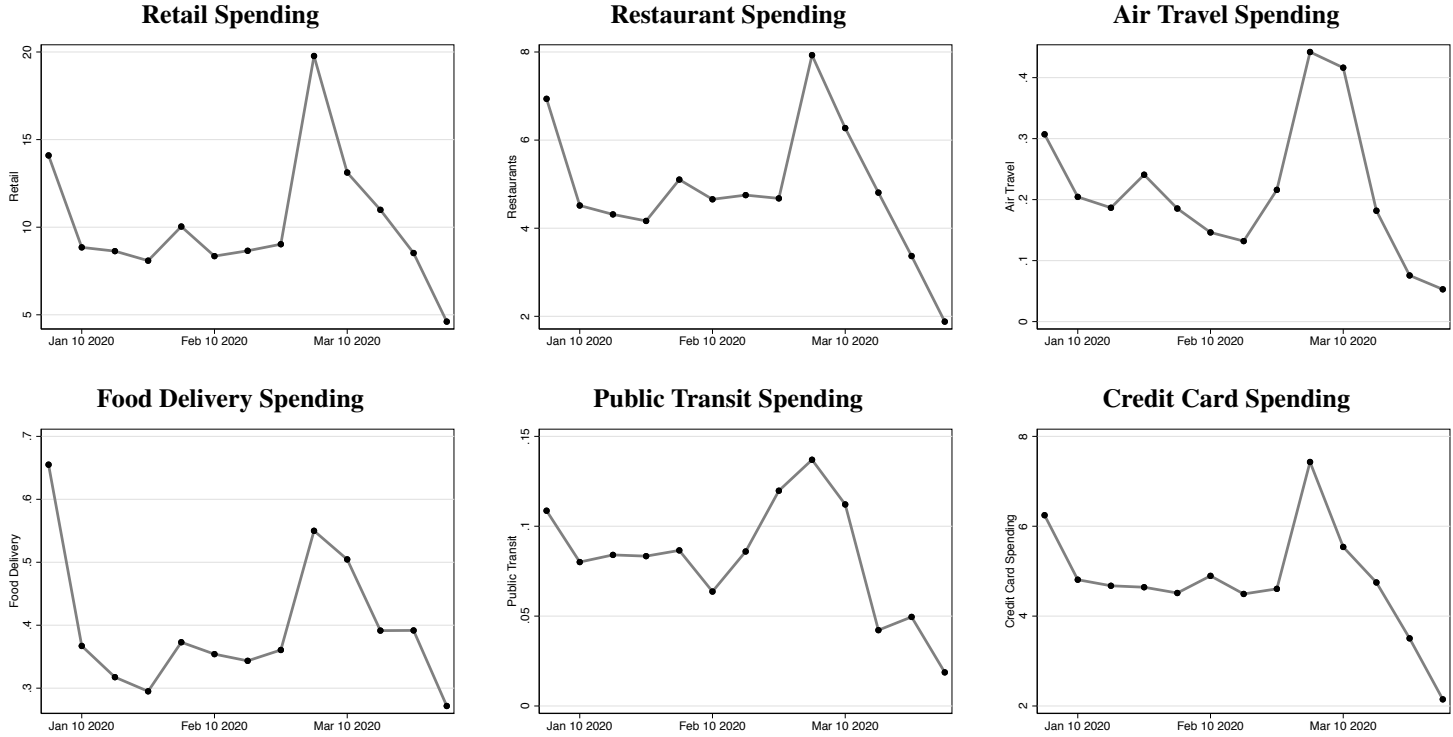 Retail Spending
20
15
10
5
Retail
Jan 10 2020
Feb 10 2020
Mar 10 2020
Restaurant Spending
8
6
4
2
Restaurants
Jan 10 2020
Feb 10 2020
Mar 10 2020
Air Travel Spending
.4
.3
.2
.1
0
Air Travel
Jan 10 2020
Feb 10 2020
Mar 10 2020
Food Delivery Spending
.7
.6
.5
.4
.3
Food Delivery
Jan 10 2020
Feb 10 2020
Mar 10 2020
Public Transit Spending
.15
.1
.05
0
Public Transit
Jan 10 2020
Feb 10 2020
Mar 10 2020
Credit Card Spending
8
6
4
2
Credit Card Spending
Jan 10 2020
Feb 10 2020
Mar 10 2020